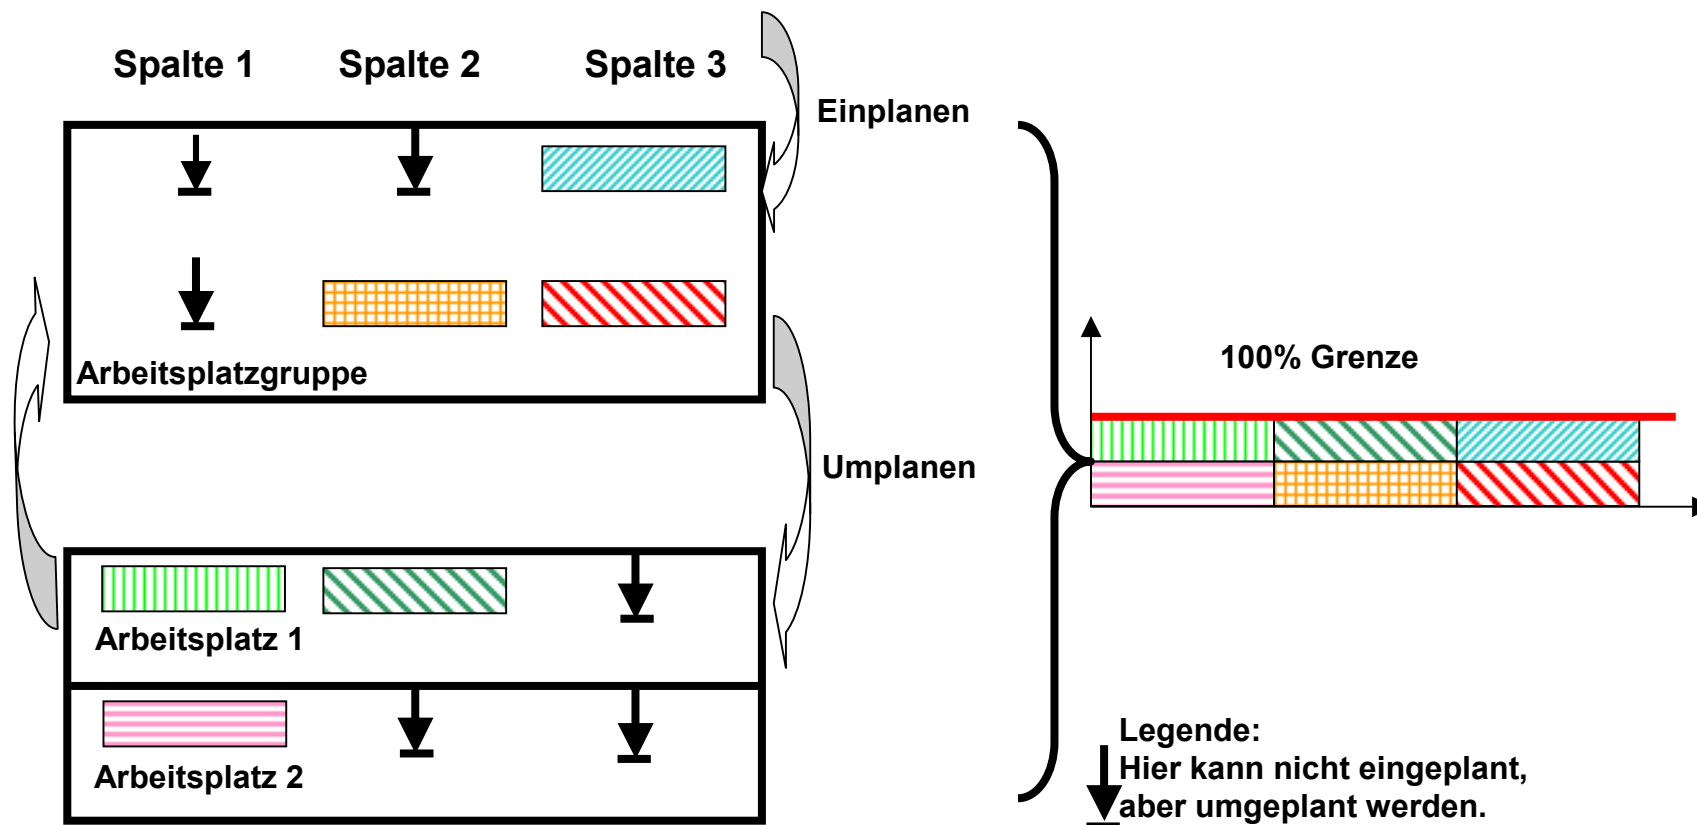 Spalte 1 Spalte 2 Spalte 3
Einplanen
Arbeitsplatzgruppe
100% Grenze
Umplanen
Arbeitsplatz 1
Arbeitsplatz 2
Legende:
Hier kann nicht eingeplant,
aber umgeplant werden.